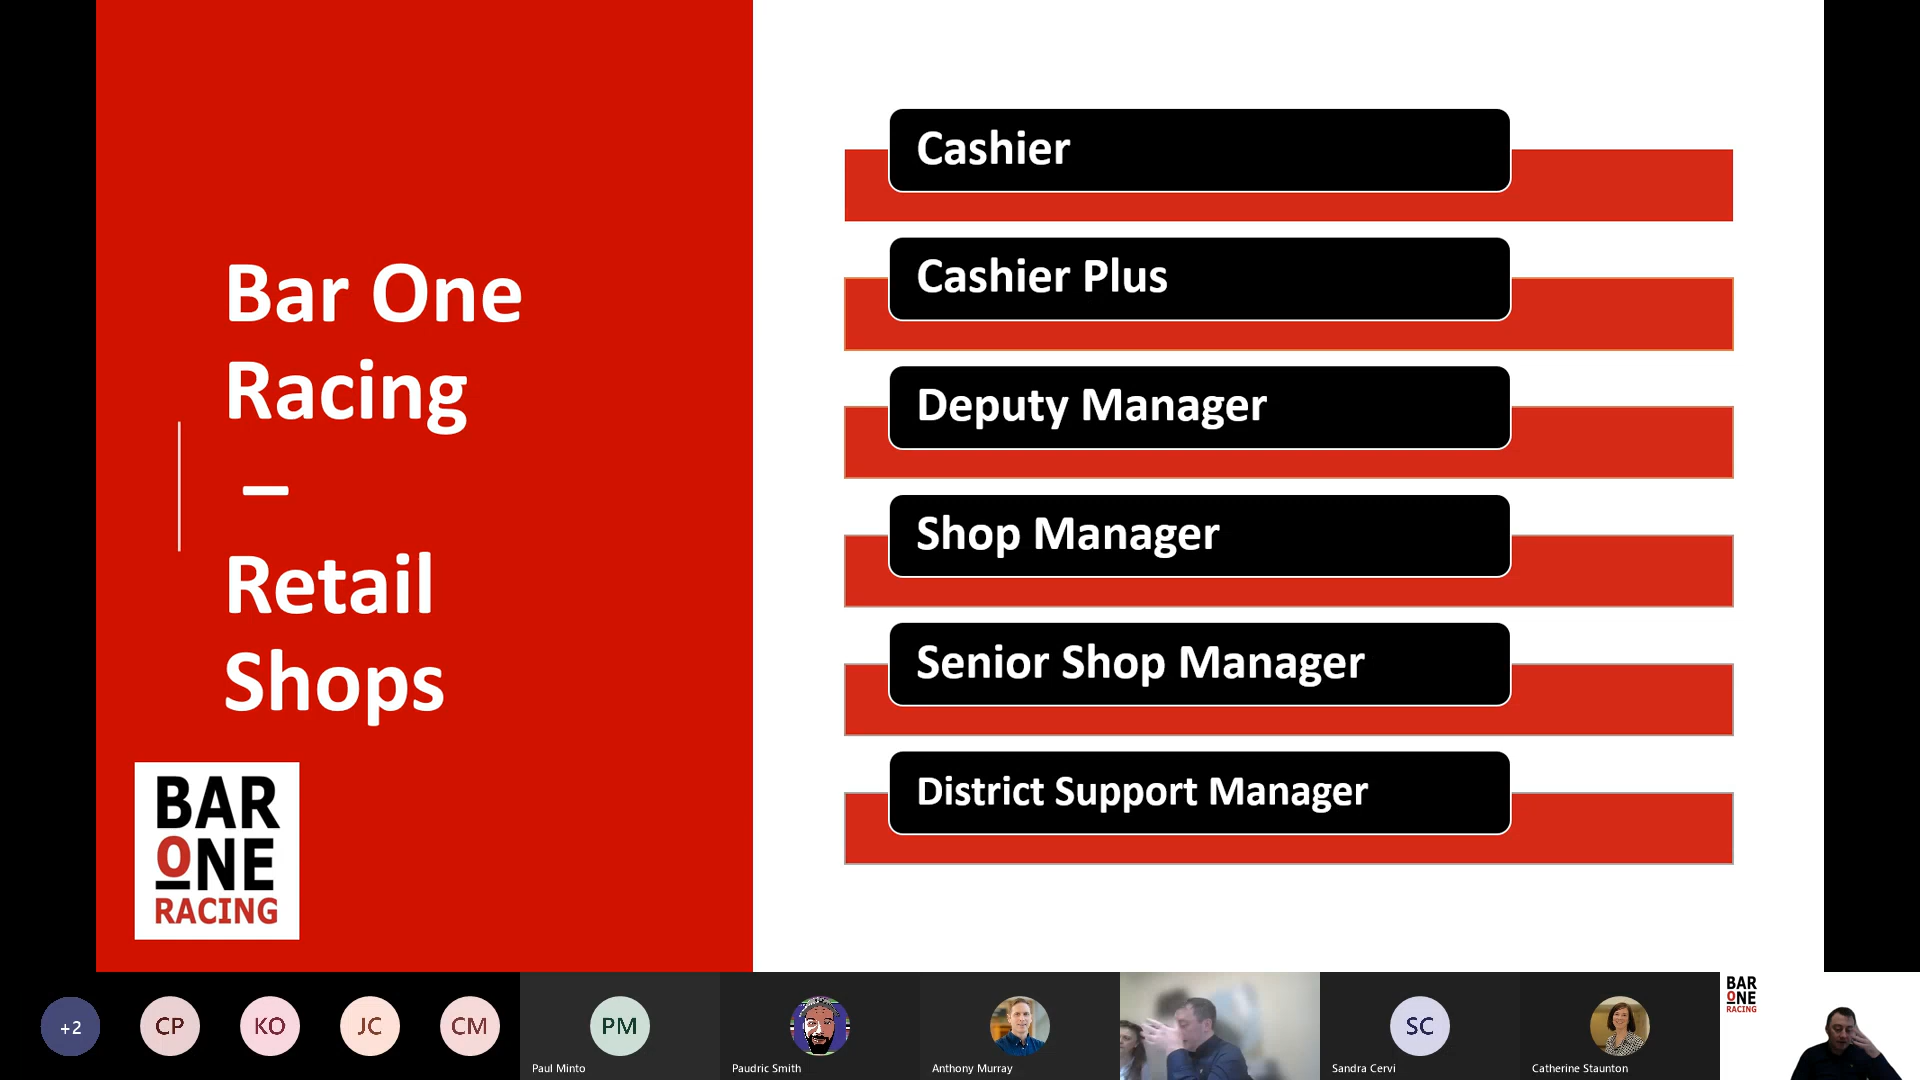 Bar One
Racing
–
Retail
Shops
BAR
ONE
RACING
Cashier
Cashier Plus
Deputy Manager
Shop Manager
Senior Shop Manager
District Support Manager
+2
CP
KO
JC
CM
PM
Paul Minto
Paudric Smith
Anthony Murray
SC
Sandra Cervi
Catherine Staunton
BAR
ONE
RACING